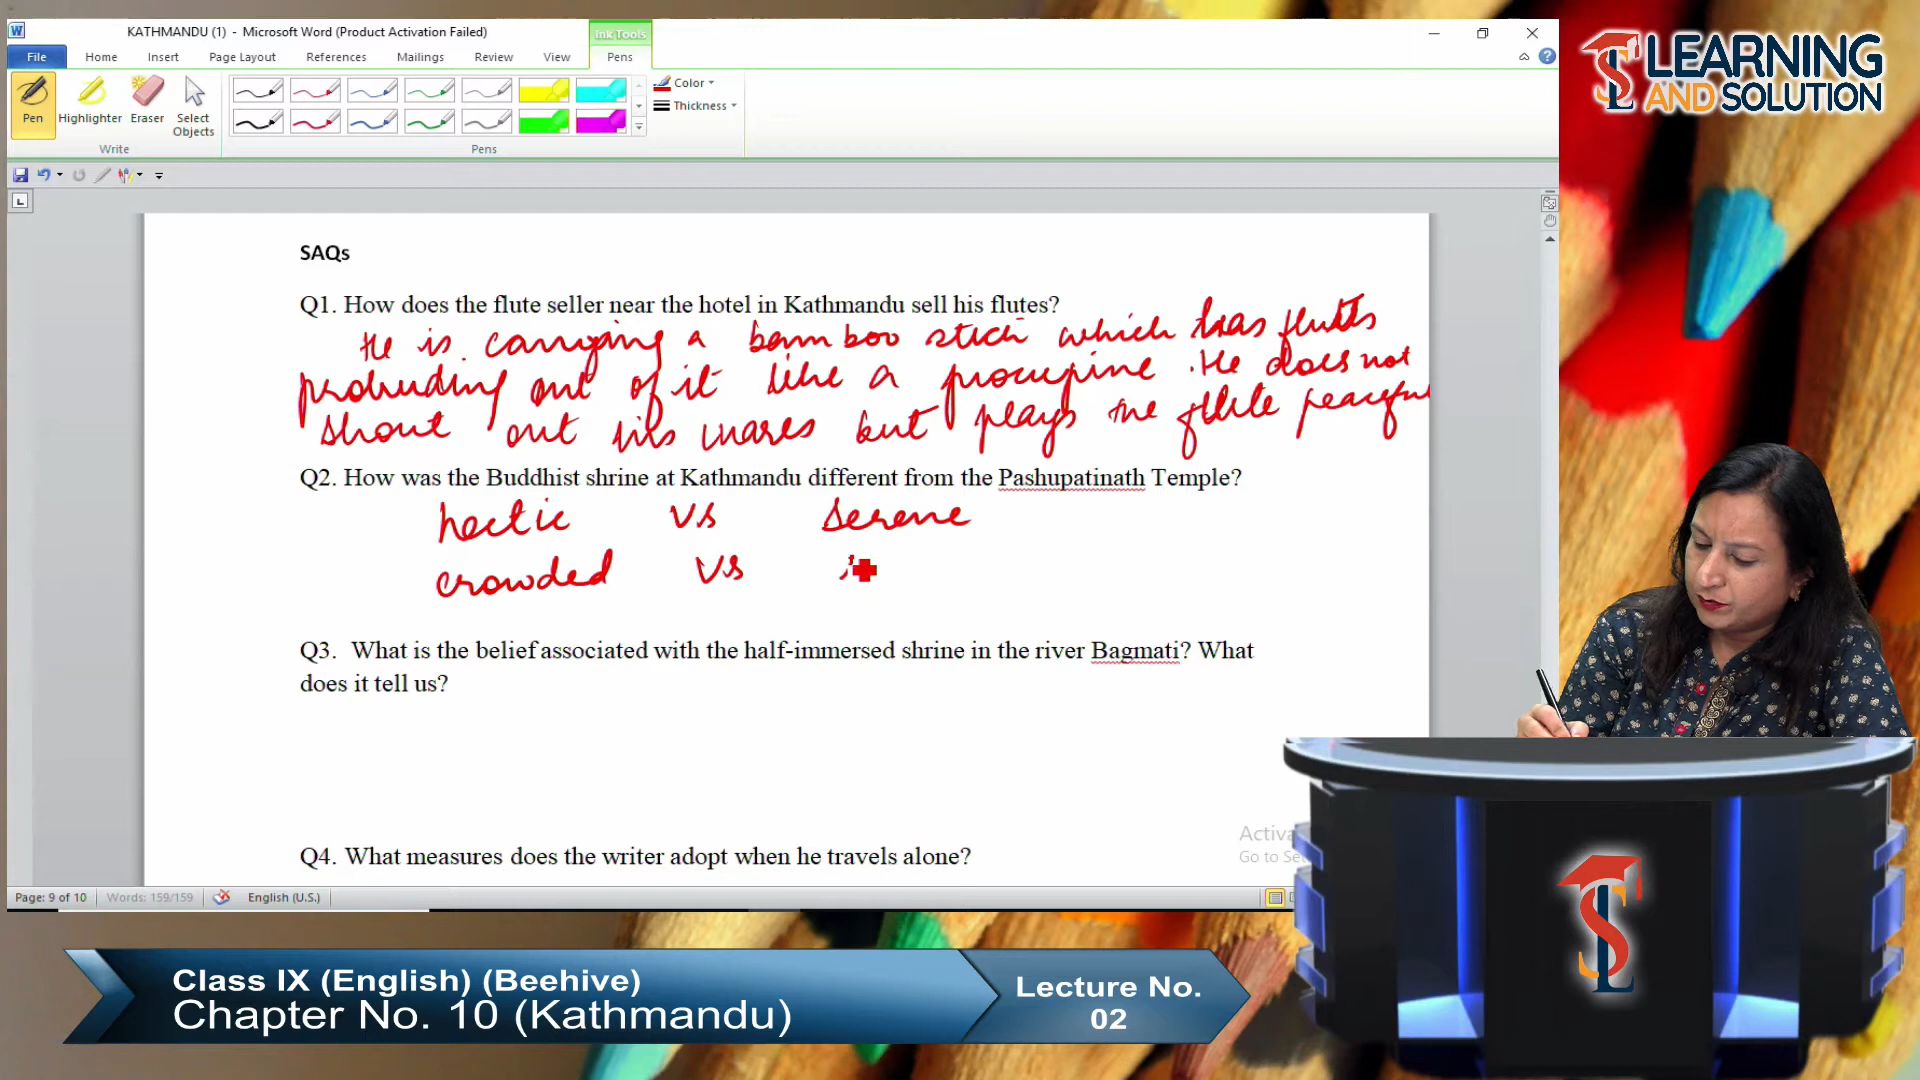 KATHMANDU (1) - Microsoft Word (Product Activation Failed)
Ink Tools
File Home Insert Page Layout References Mailings Review View Pens
Pen Highlighter Eraser Select Objects
Color
Thickness
Write
Pens
LEARNING
AND SOLUTION
SAQs
Q1. How does the flute seller near the hotel in Kathmandu sell his flutes?
He is carrying a bamboo stick which has flutes
protruding out of it like a procupine. He does not
shout out his wares but plays the flute peaceful
Q2. How was the Buddhist shrine at Kathmandu different from the Pashupatinath Temple?
hectic vs serene
crowded vs
Q3. What is the belief associated with the half-immersed shrine in the river Bagmati? What
does it tell us?
Q4. What measures does the writer adopt when he travels alone?
Activa
Go to Se
Page: 9 of 10 Words: 159/159 English (U.S.)
Class IX (English) (Beehive)
Chapter No. 10 (Kathmandu)
Lecture No.
02